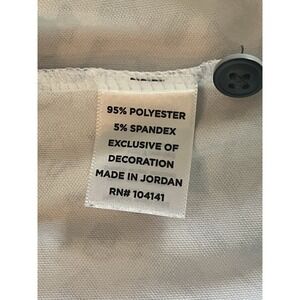 95% POLYESTER
5% SPANDEX
EXCLUSIVE OF
DECORATION
MADE IN JORDAN
RN# 104141